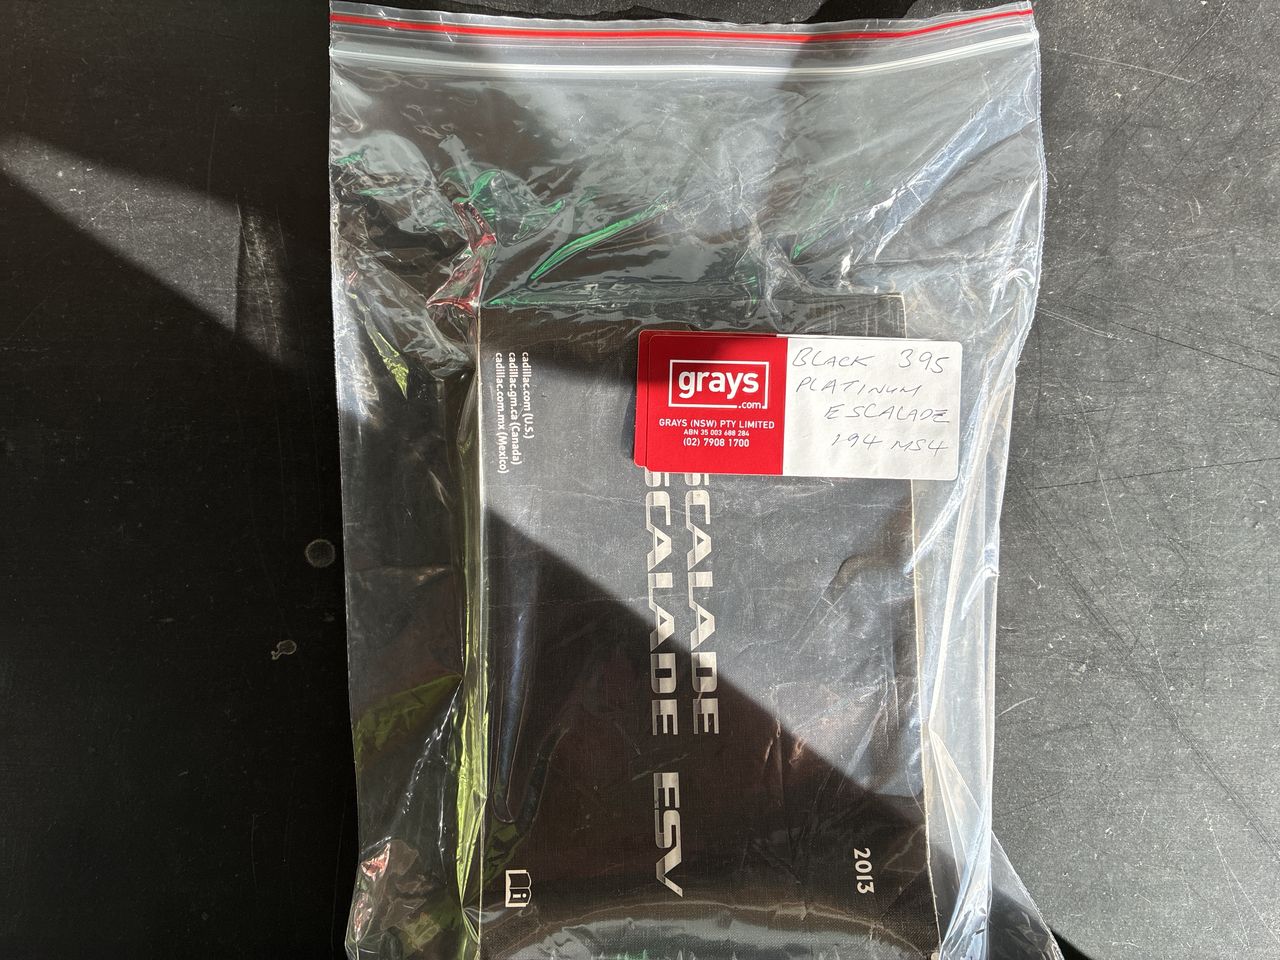 grays
.com
GRAYS (NSW) PTY LIMITED
ABN 35 003 688 284
(02) 7908 1700
BLACK 395
PLATINUM
ESCALADE
194 MS4
cadillac.com (U.S.)
cadillac.gm.ca (Canada)
cadillac.com.mx (Mexico)
SCALADE
SCALADE ESV
2013
i